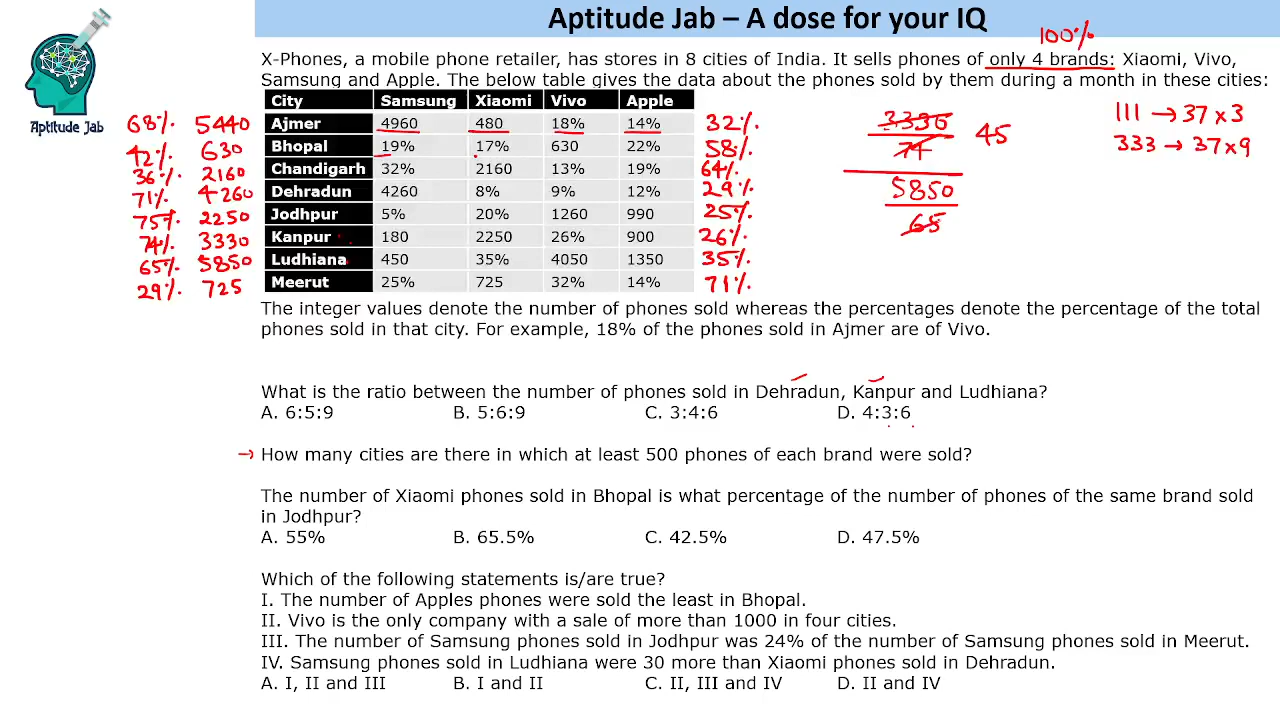 Aptitude Jab – A dose for your IQ
Aptitude Jab
100%
X-Phones, a mobile phone retailer, has stores in 8 cities of India. It sells phones of only 4 brands: Xiaomi, Vivo,
Samsung and Apple. The below table gives the data about the phones sold by them during a month in these cities:
City Samsung Xiaomi Vivo Apple
68% 5440 Ajmer 4960 480 18% 14% 32%
42% 630 Bhopal 19% 17% 630 22% 58%
36% 2160 Chandigarh 32% 2160 13% 19% 64%
71% 4260 Dehradun 4260 8% 9% 12% 29%
75% 2250 Jodhpur 5% 20% 1260 990 25%
74% 3330 Kanpur 180 2250 26% 900 26%
65% 5850 Ludhiana 450 35% 4050 1350 35%
29% 725 Meerut 25% 725 32% 14% 71%
3330
74
45
5850
65
111 → 37 x 3
333 → 37 x 9
The integer values denote the number of phones sold whereas the percentages denote the percentage of the total
phones sold in that city. For example, 18% of the phones sold in Ajmer are of Vivo.
What is the ratio between the number of phones sold in Dehradun, Kanpur and Ludhiana?
A. 6:5:9 B. 5:6:9 C. 3:4:6 D. 4:3:6
→ How many cities are there in which at least 500 phones of each brand were sold?
The number of Xiaomi phones sold in Bhopal is what percentage of the number of phones of the same brand sold
in Jodhpur?
A. 55% B. 65.5% C. 42.5% D. 47.5%
Which of the following statements is/are true?
I. The number of Apples phones were sold the least in Bhopal.
II. Vivo is the only company with a sale of more than 1000 in four cities.
III. The number of Samsung phones sold in Jodhpur was 24% of the number of Samsung phones sold in Meerut.
IV. Samsung phones sold in Ludhiana were 30 more than Xiaomi phones sold in Dehradun.
A. I, II and III B. I and II C. II, III and IV D. II and IV